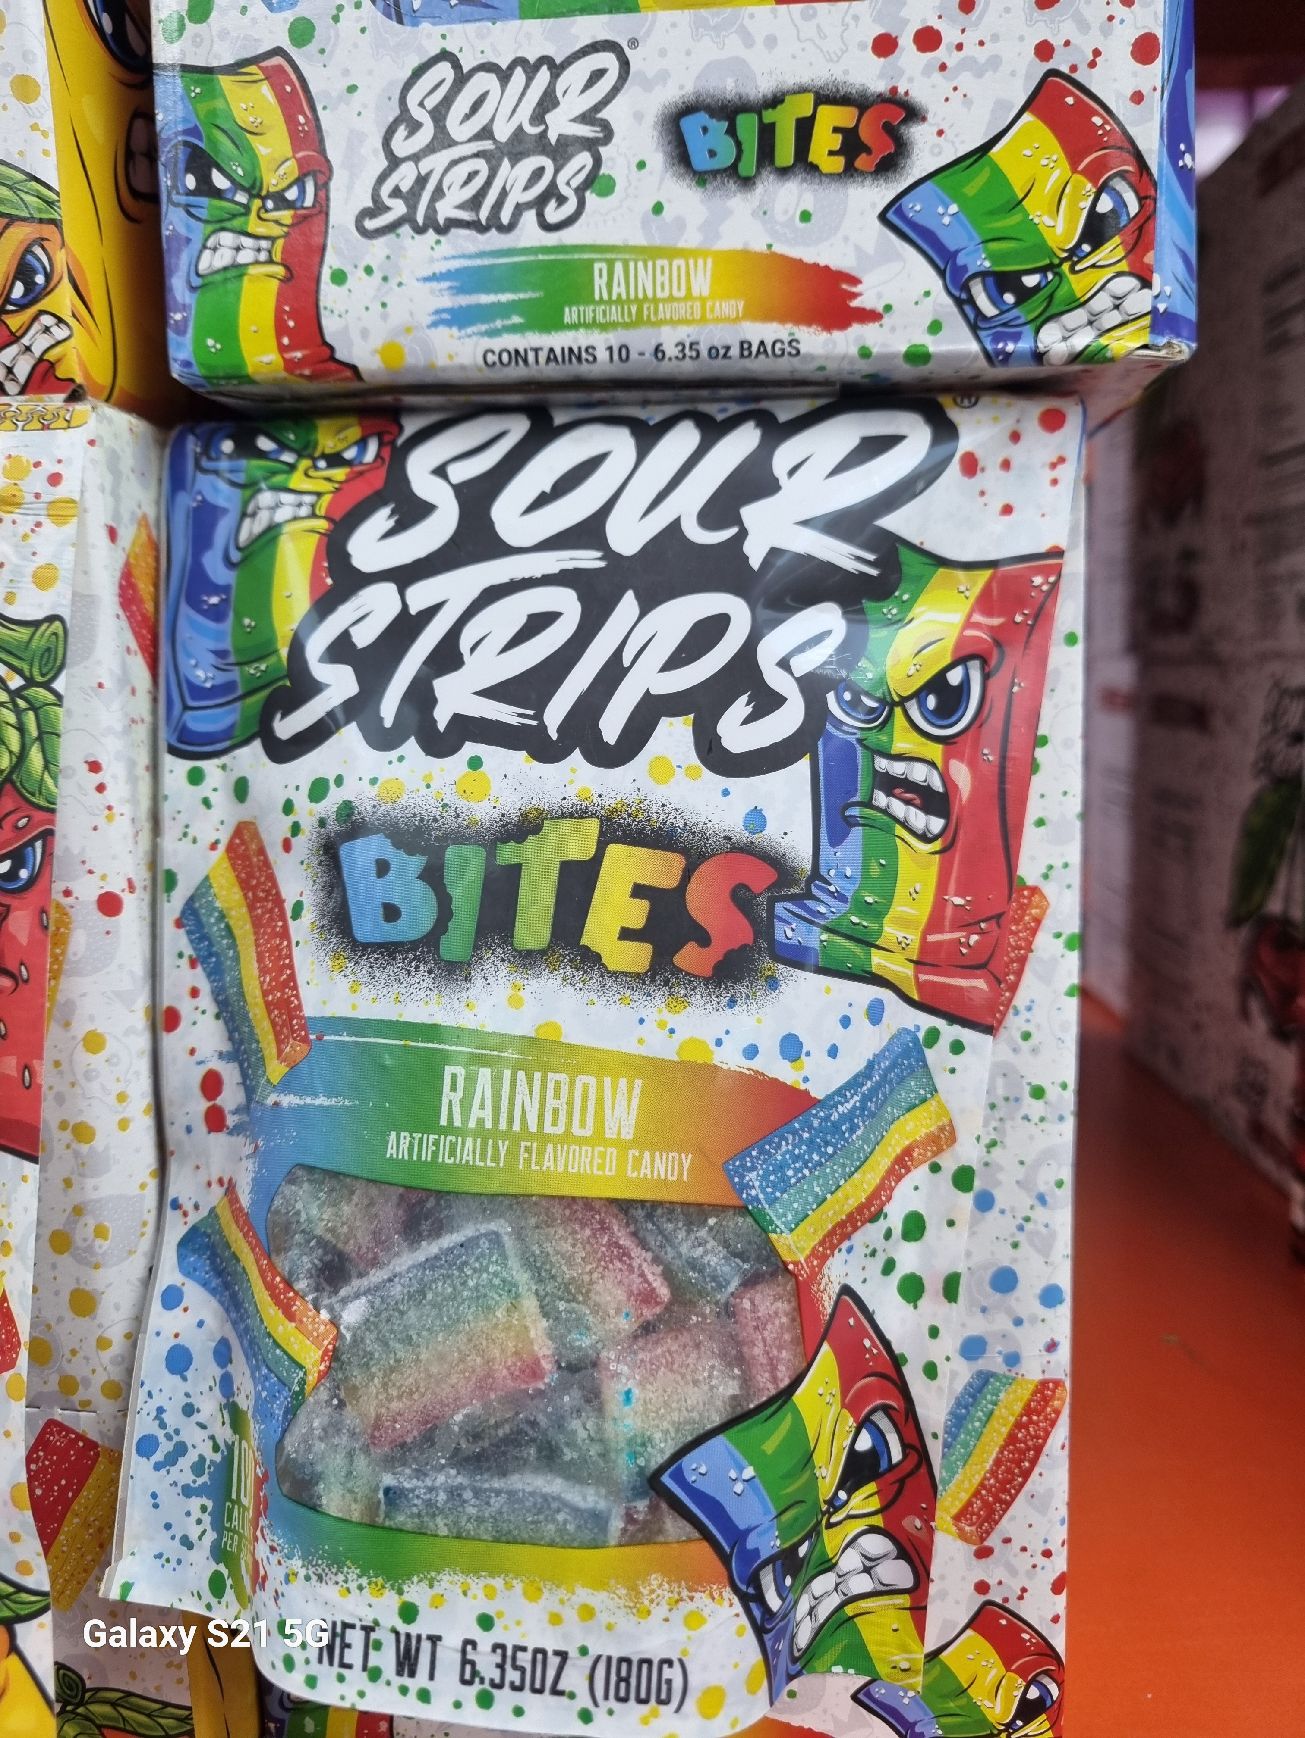 SOUR
STRIPS
®
BITES
RAINBOW
ARTIFICIALLY FLAVORED CANDY
CONTAINS 10 - 6.35 oz BAGS
SOUR
STRIPS
®
BITES
RAINBOW
ARTIFICIALLY FLAVORED CANDY
PER
NET WT 6.35OZ (180G)
Galaxy S21 5G